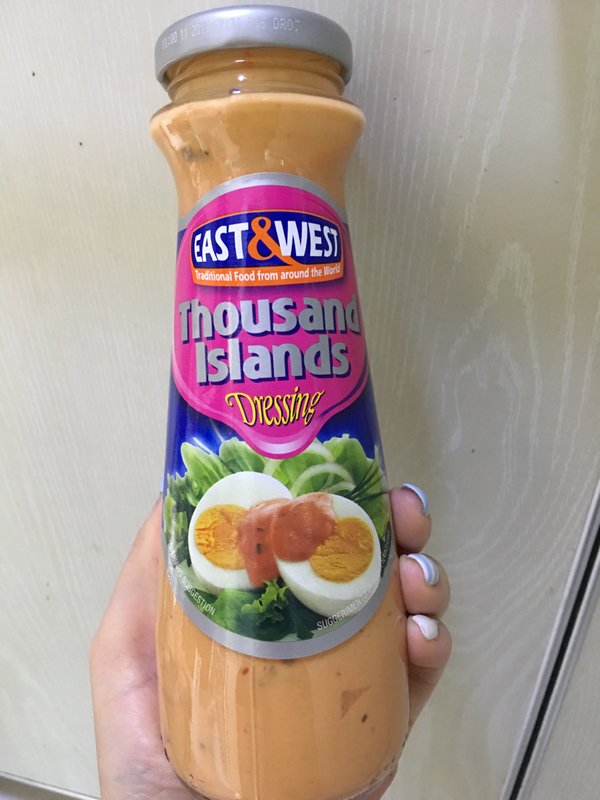 EAST&WEST
Traditional Food from around the World
Thousand
Islands
Dressing
SUGGESTION